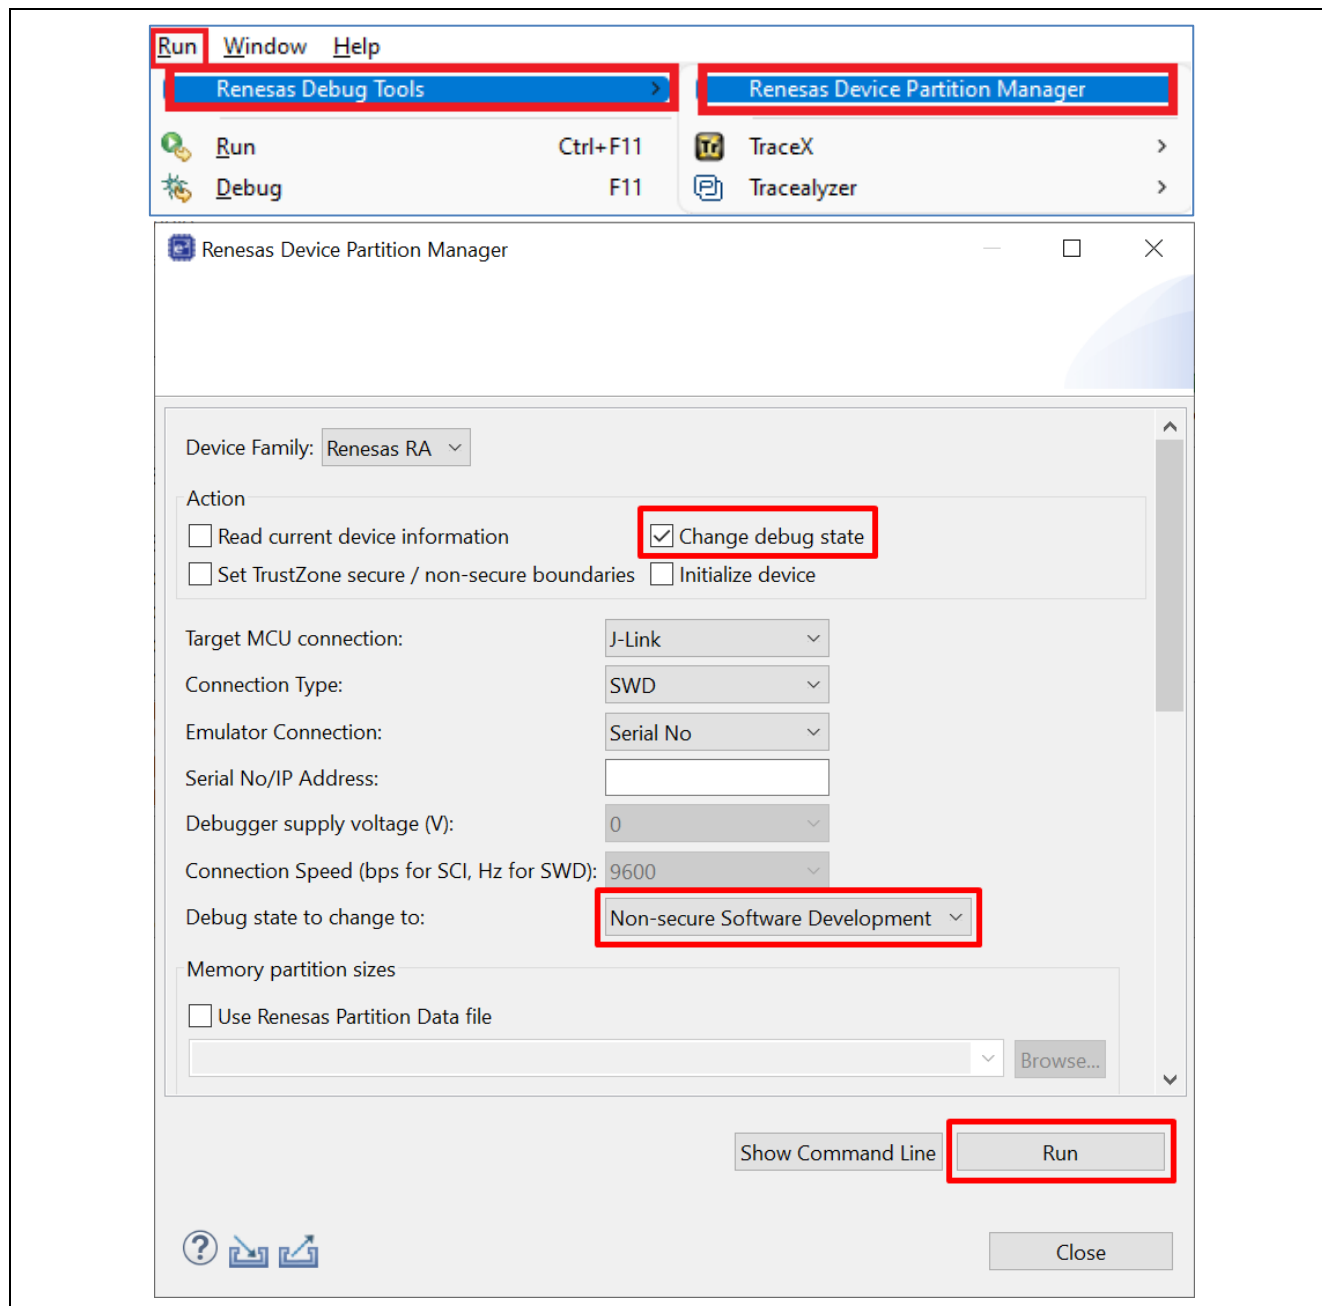 Run Window Help
Renesas Debug Tools > Renesas Device Partition Manager
Run Ctrl+F11 TraceX >
Debug F11 Tracealyzer >
Renesas Device Partition Manager
Device Family: Renesas RA
Action
Read current device information Change debug state
Set TrustZone secure / non-secure boundaries Initialize device
Target MCU connection: J-Link
Connection Type: SWD
Emulator Connection: Serial No
Serial No/IP Address:
Debugger supply voltage (V): 0
Connection Speed (bps for SCI, Hz for SWD): 9600
Debug state to change to: Non-secure Software Development
Memory partition sizes
Use Renesas Partition Data file
Browse...
Show Command Line Run
Close